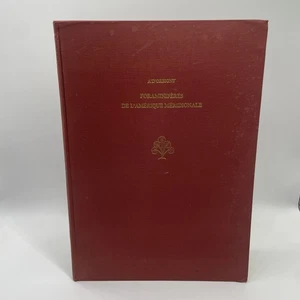 A. D'ORBIGNY
FORAMINIFÈRES
DE L'AMÉRIQUE MÉRIDIONALE